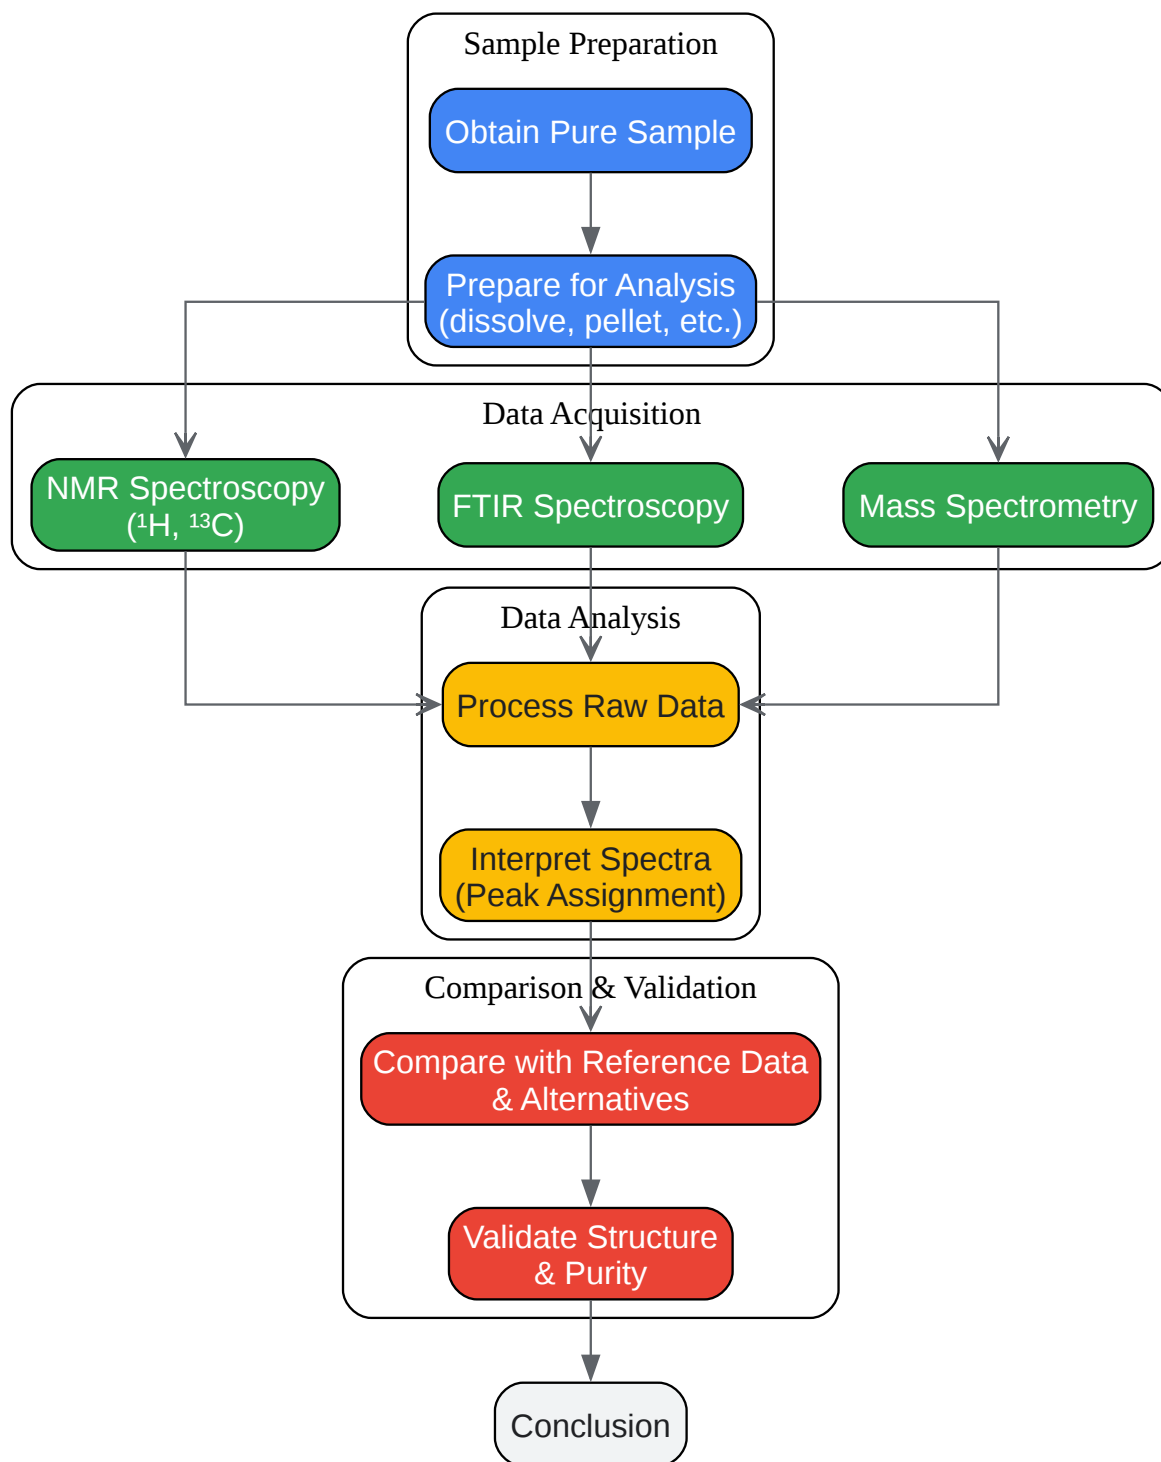 Sample Preparation
Obtain Pure Sample
Prepare for Analysis
(dissolve, pellet, etc.)
Data Acquisition
NMR Spectroscopy
(¹H, ¹³C)
FTIR Spectroscopy
Mass Spectrometry
Data Analysis
Process Raw Data
Interpret Spectra
(Peak Assignment)
Comparison & Validation
Compare with Reference Data
& Alternatives
Validate Structure
& Purity
Conclusion